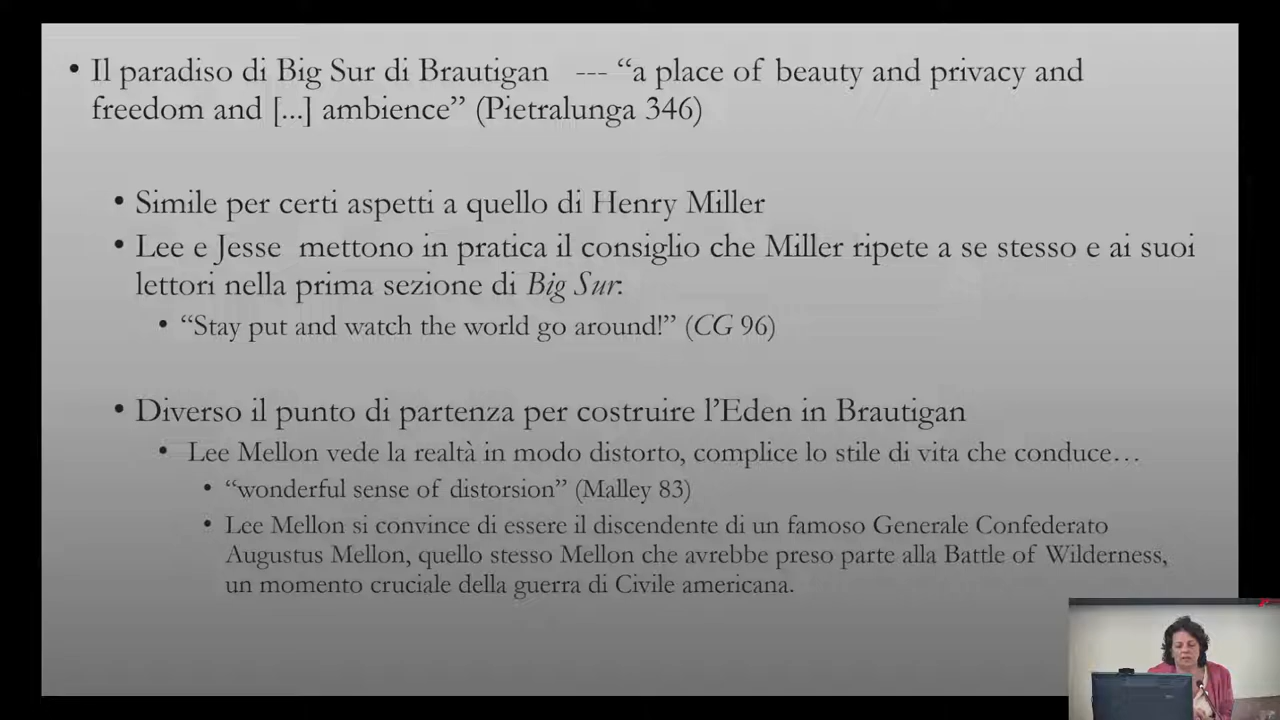 • Il paradiso di Big Sur di Brautigan --- “a place of beauty and privacy and
freedom and [...] ambience” (Pietralunga 346)
• Simile per certi aspetti a quello di Henry Miller
• Lee e Jesse mettono in pratica il consiglio che Miller ripete a se stesso e ai suoi
lettori nella prima sezione di Big Sur:
• “Stay put and watch the world go around!” (CG 96)
• Diverso il punto di partenza per costruire l’Eden in Brautigan
• Lee Mellon vede la realtà in modo distorto, complice lo stile di vita che conduce…
• “wonderful sense of distorsion” (Malley 83)
• Lee Mellon si convince di essere il discendente di un famoso Generale Confederato
Augustus Mellon, quello stesso Mellon che avrebbe preso parte alla Battle of Wilderness,
un momento cruciale della guerra di Civile americana.